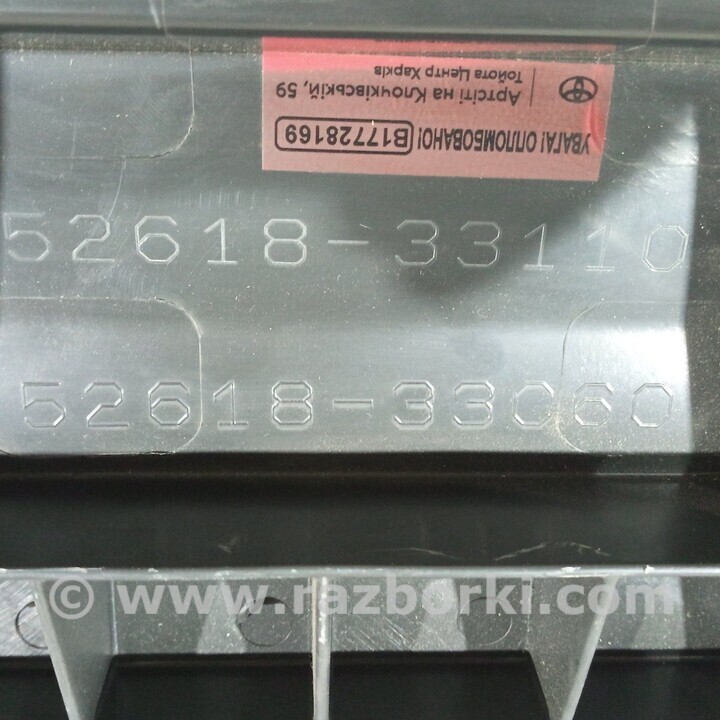 УВАГА! ОПЛОМБОВАНО! B17728169
Артсіті на Клочківській, 59
Тойота Центр Харків
52618-33110
52618-33060
© www.razborki.com